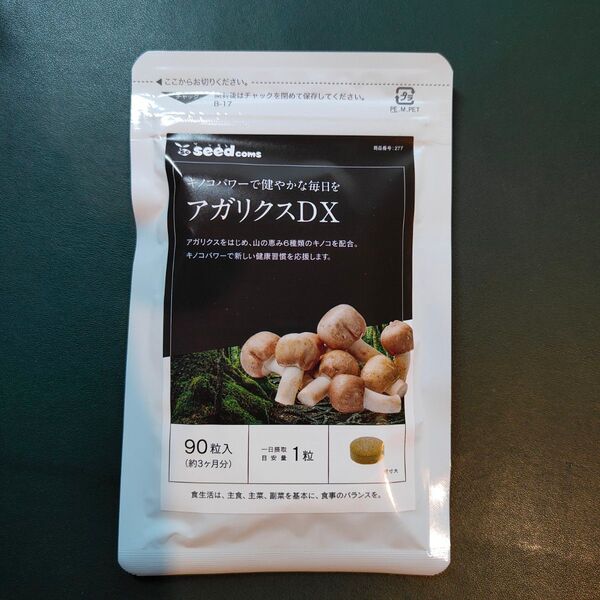 ◀ここからお切りください。
チャック
開封後はチャックを閉めて保存してください。
B-17
プラ
PE, M, PET
seedcoms
商品番号:277
キノコパワーで健やかな毎日を
アガリクスDX
アガリクスをはじめ、山の恵み6種類のキノコを配合。
キノコパワーで新しい健康習慣を応援します。
90粒入
(約3ヶ月分)
一日摂取
目安量
1粒
食生活は、主食、主菜、副菜を基本に、食事のバランスを。